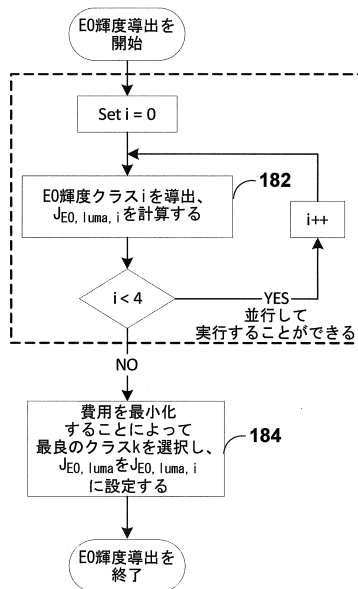 EO輝度導出を
開始
Set i = 0
EO輝度クラスiを導出、
JEO, luma, iを計算する
182
i++
i < 4
YES
並行して
実行することができる
NO
費用を最小化
することによって
最良のクラスkを選択し、
JEO, lumaをJEO, luma, i
に設定する
184
EO輝度導出を
終了